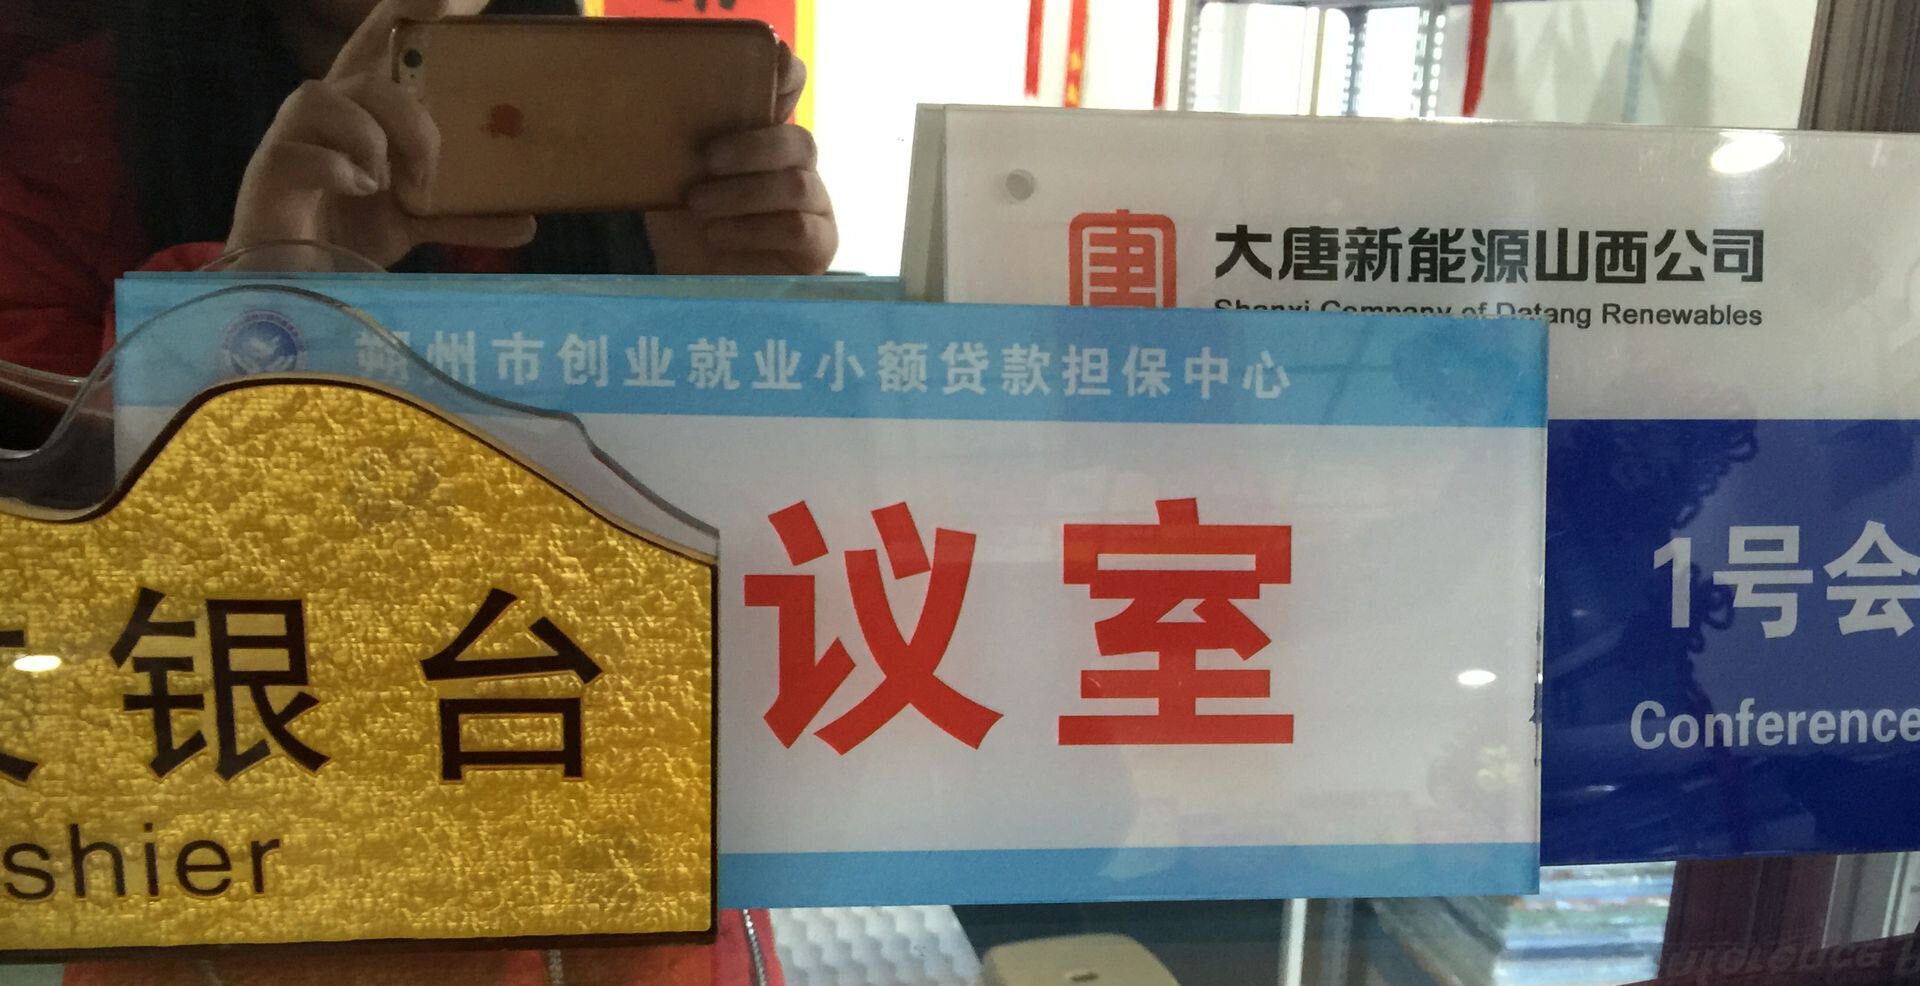 大唐新能源山西公司
Shanxi Company of Datang Renewables
朔州市创业就业小额贷款担保中心
议室
1号会
Conference
银台
shier